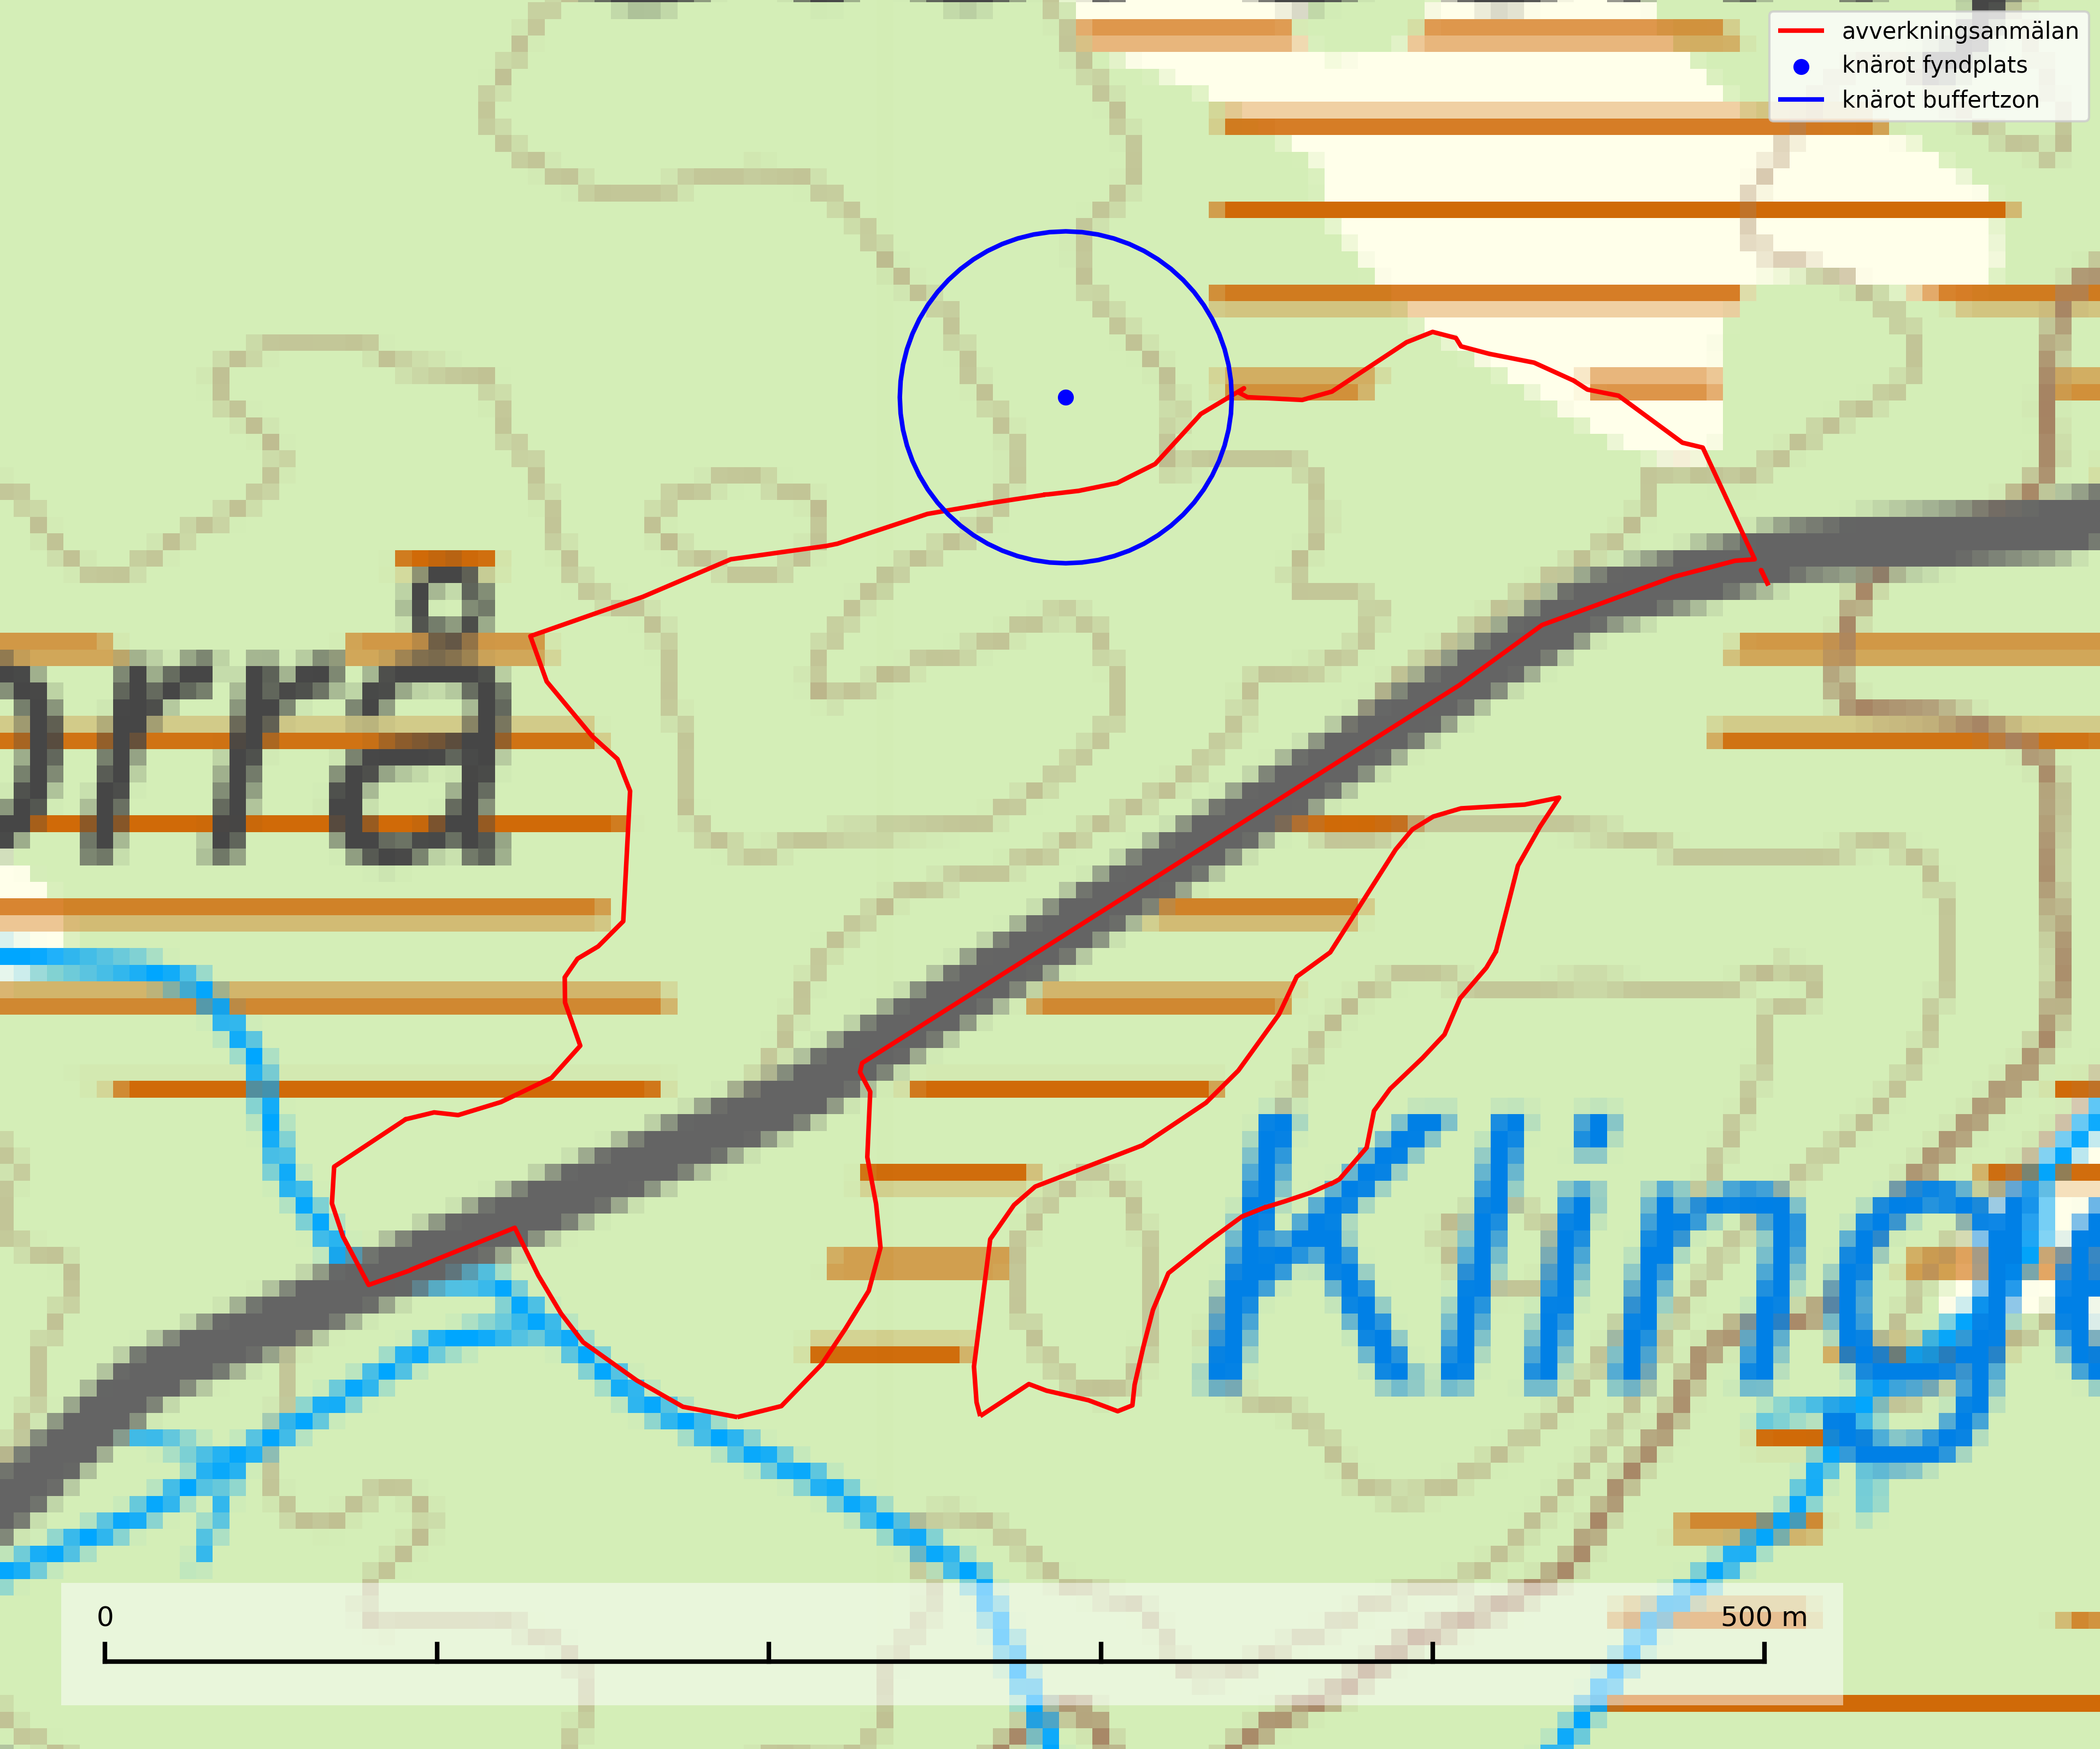 avverkningsanmälan
knärot fyndplats
knärot buffertzon
0
500 m